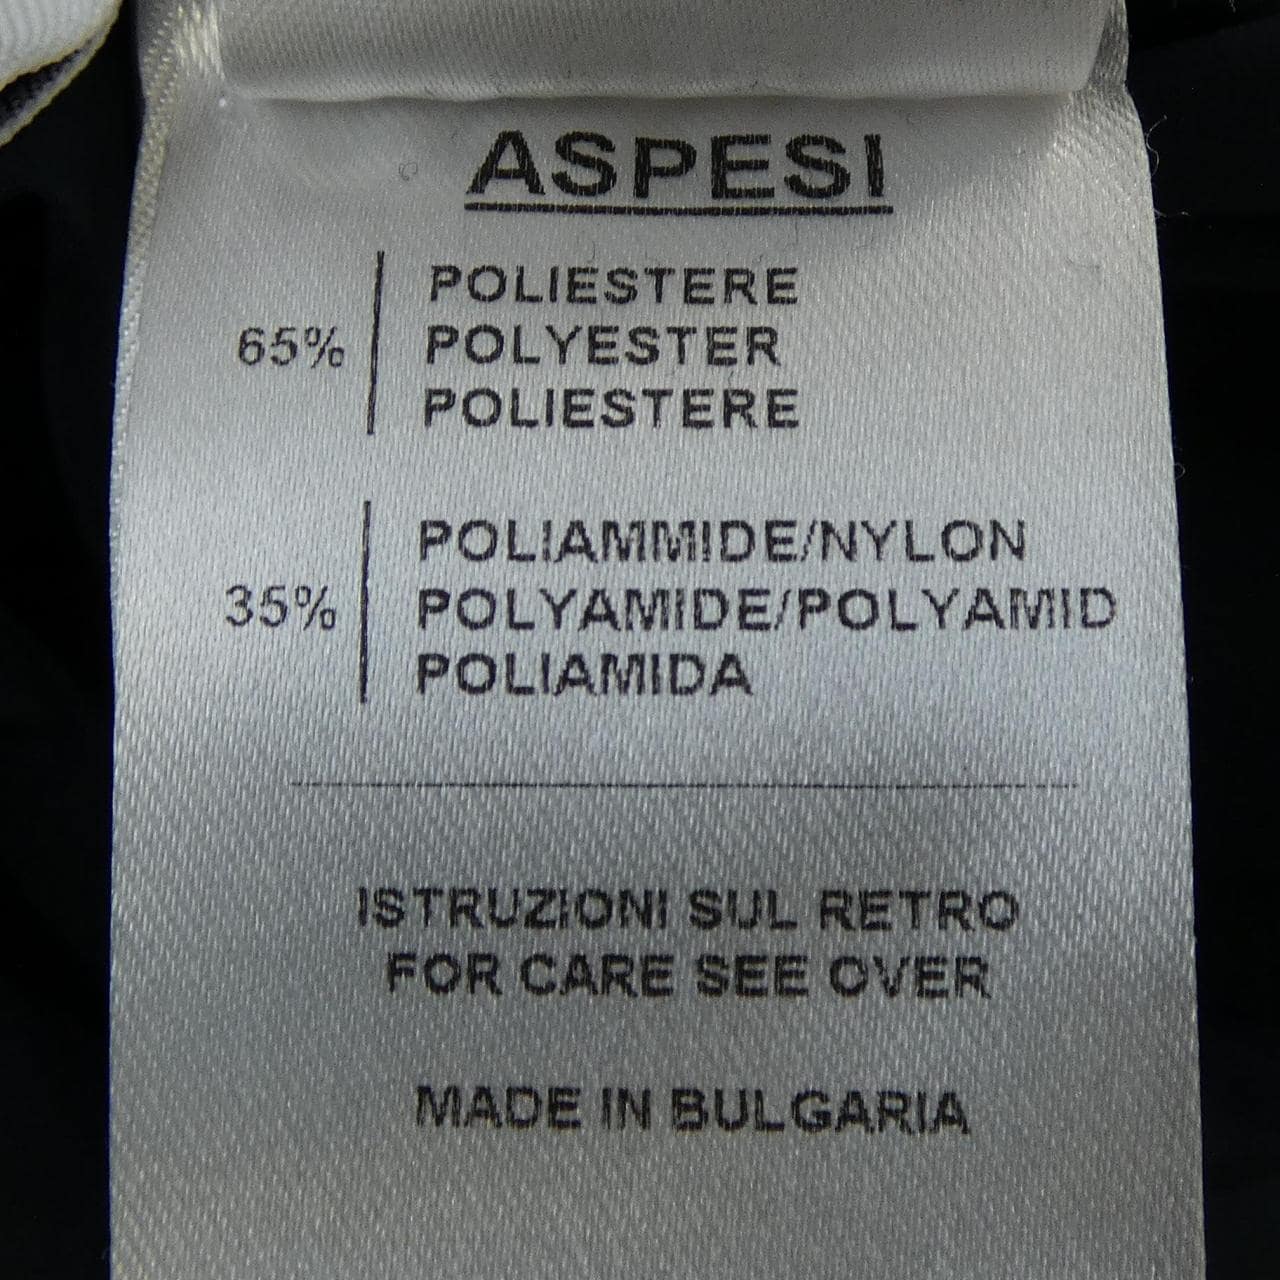 ASPESI
65%
POLIESTERE
POLYESTER
POLIESTERE
35%
POLIAMMIDE/NYLON
POLYAMIDE/POLYAMID
POLIAMIDA
ISTRUZIONI SUL RETRO
FOR CARE SEE OVER
MADE IN BULGARIA